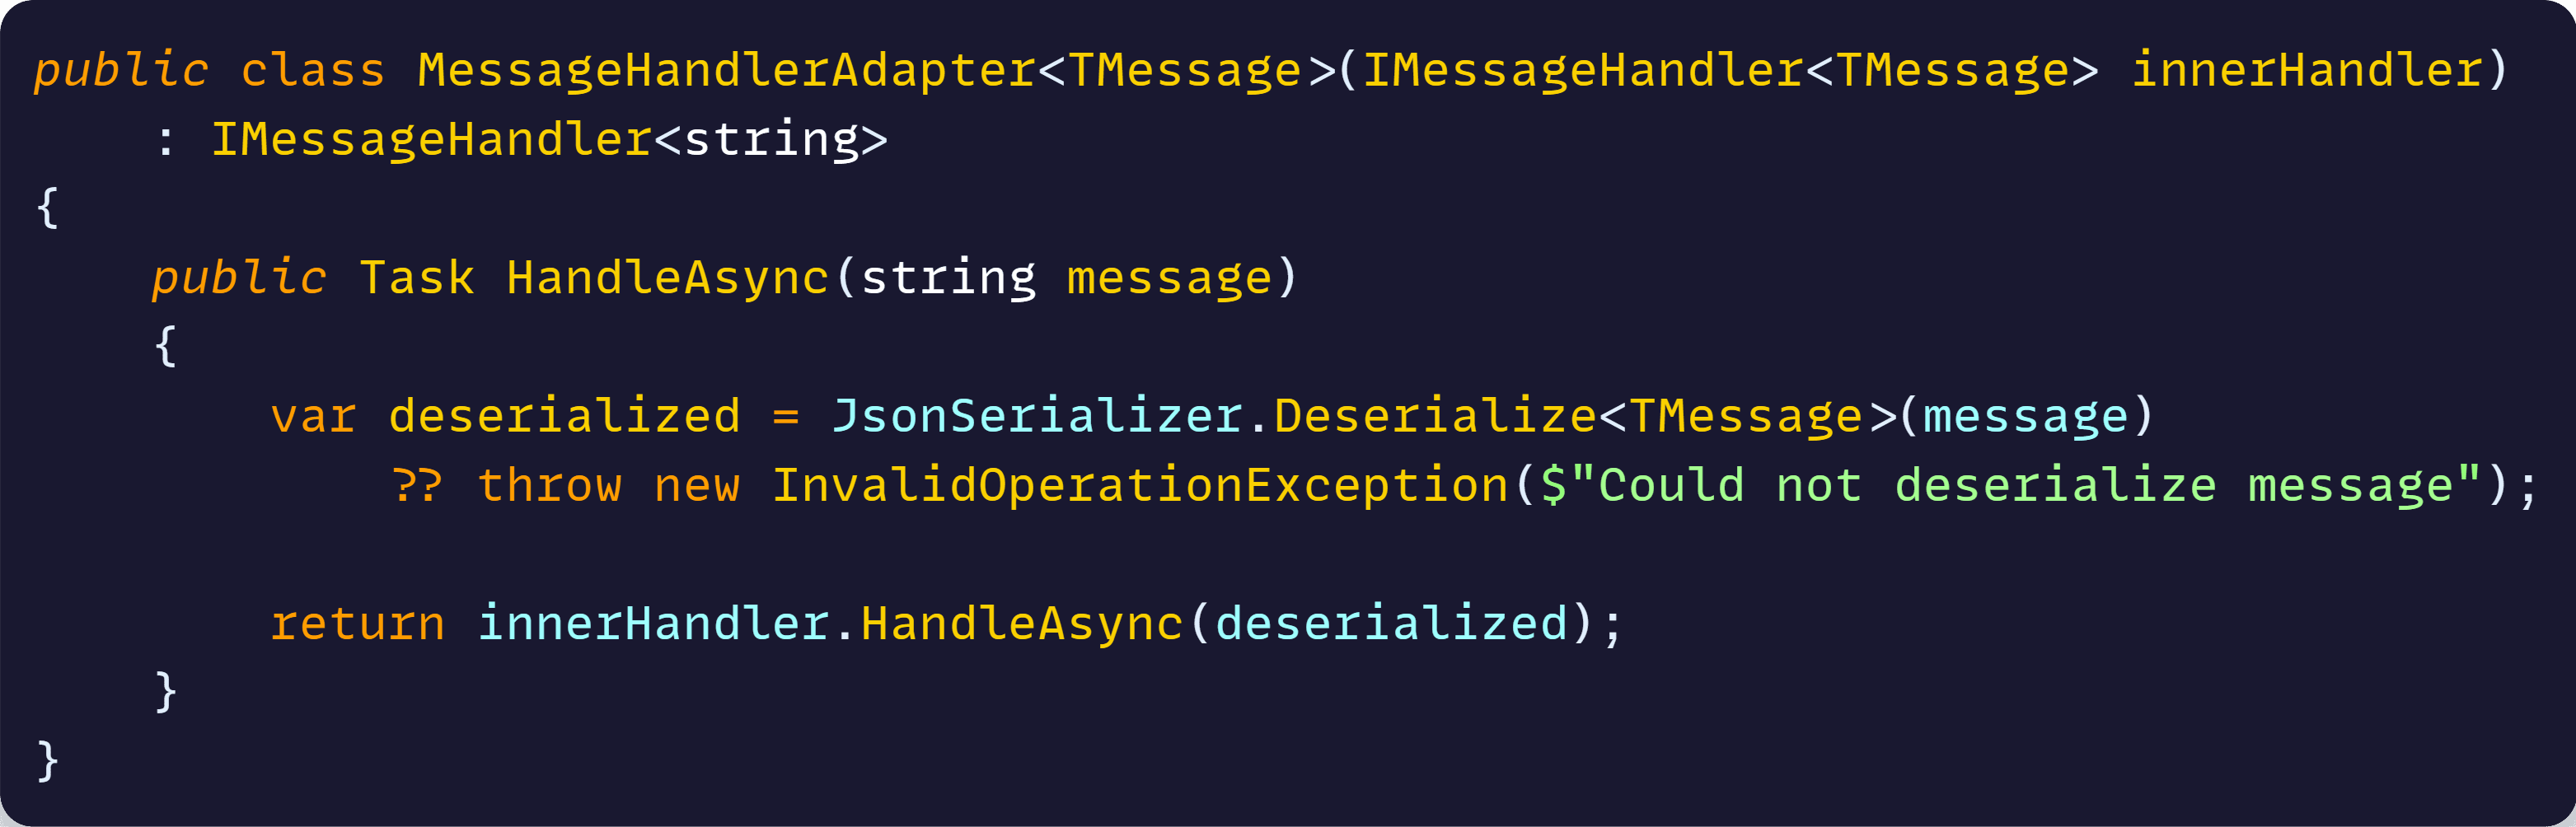 public class MessageHandlerAdapter<TMessage>(IMessageHandler<TMessage> innerHandler)
    : IMessageHandler<string>
{
    public Task HandleAsync(string message)
    {
        var deserialized = JsonSerializer.Deserialize<TMessage>(message)
            ?? throw new InvalidOperationException($"Could not deserialize message");

        return innerHandler.HandleAsync(deserialized);
    }
}